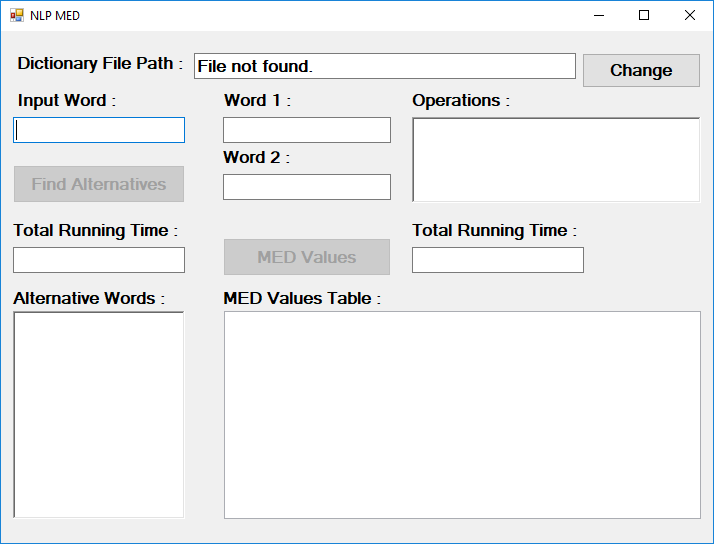 NLP MED
Dictionary File Path : File not found. Change
Input Word : Word 1 : Operations :
Word 2 :
Find Alternatives
Total Running Time : Total Running Time :
MED Values
Alternative Words : MED Values Table :